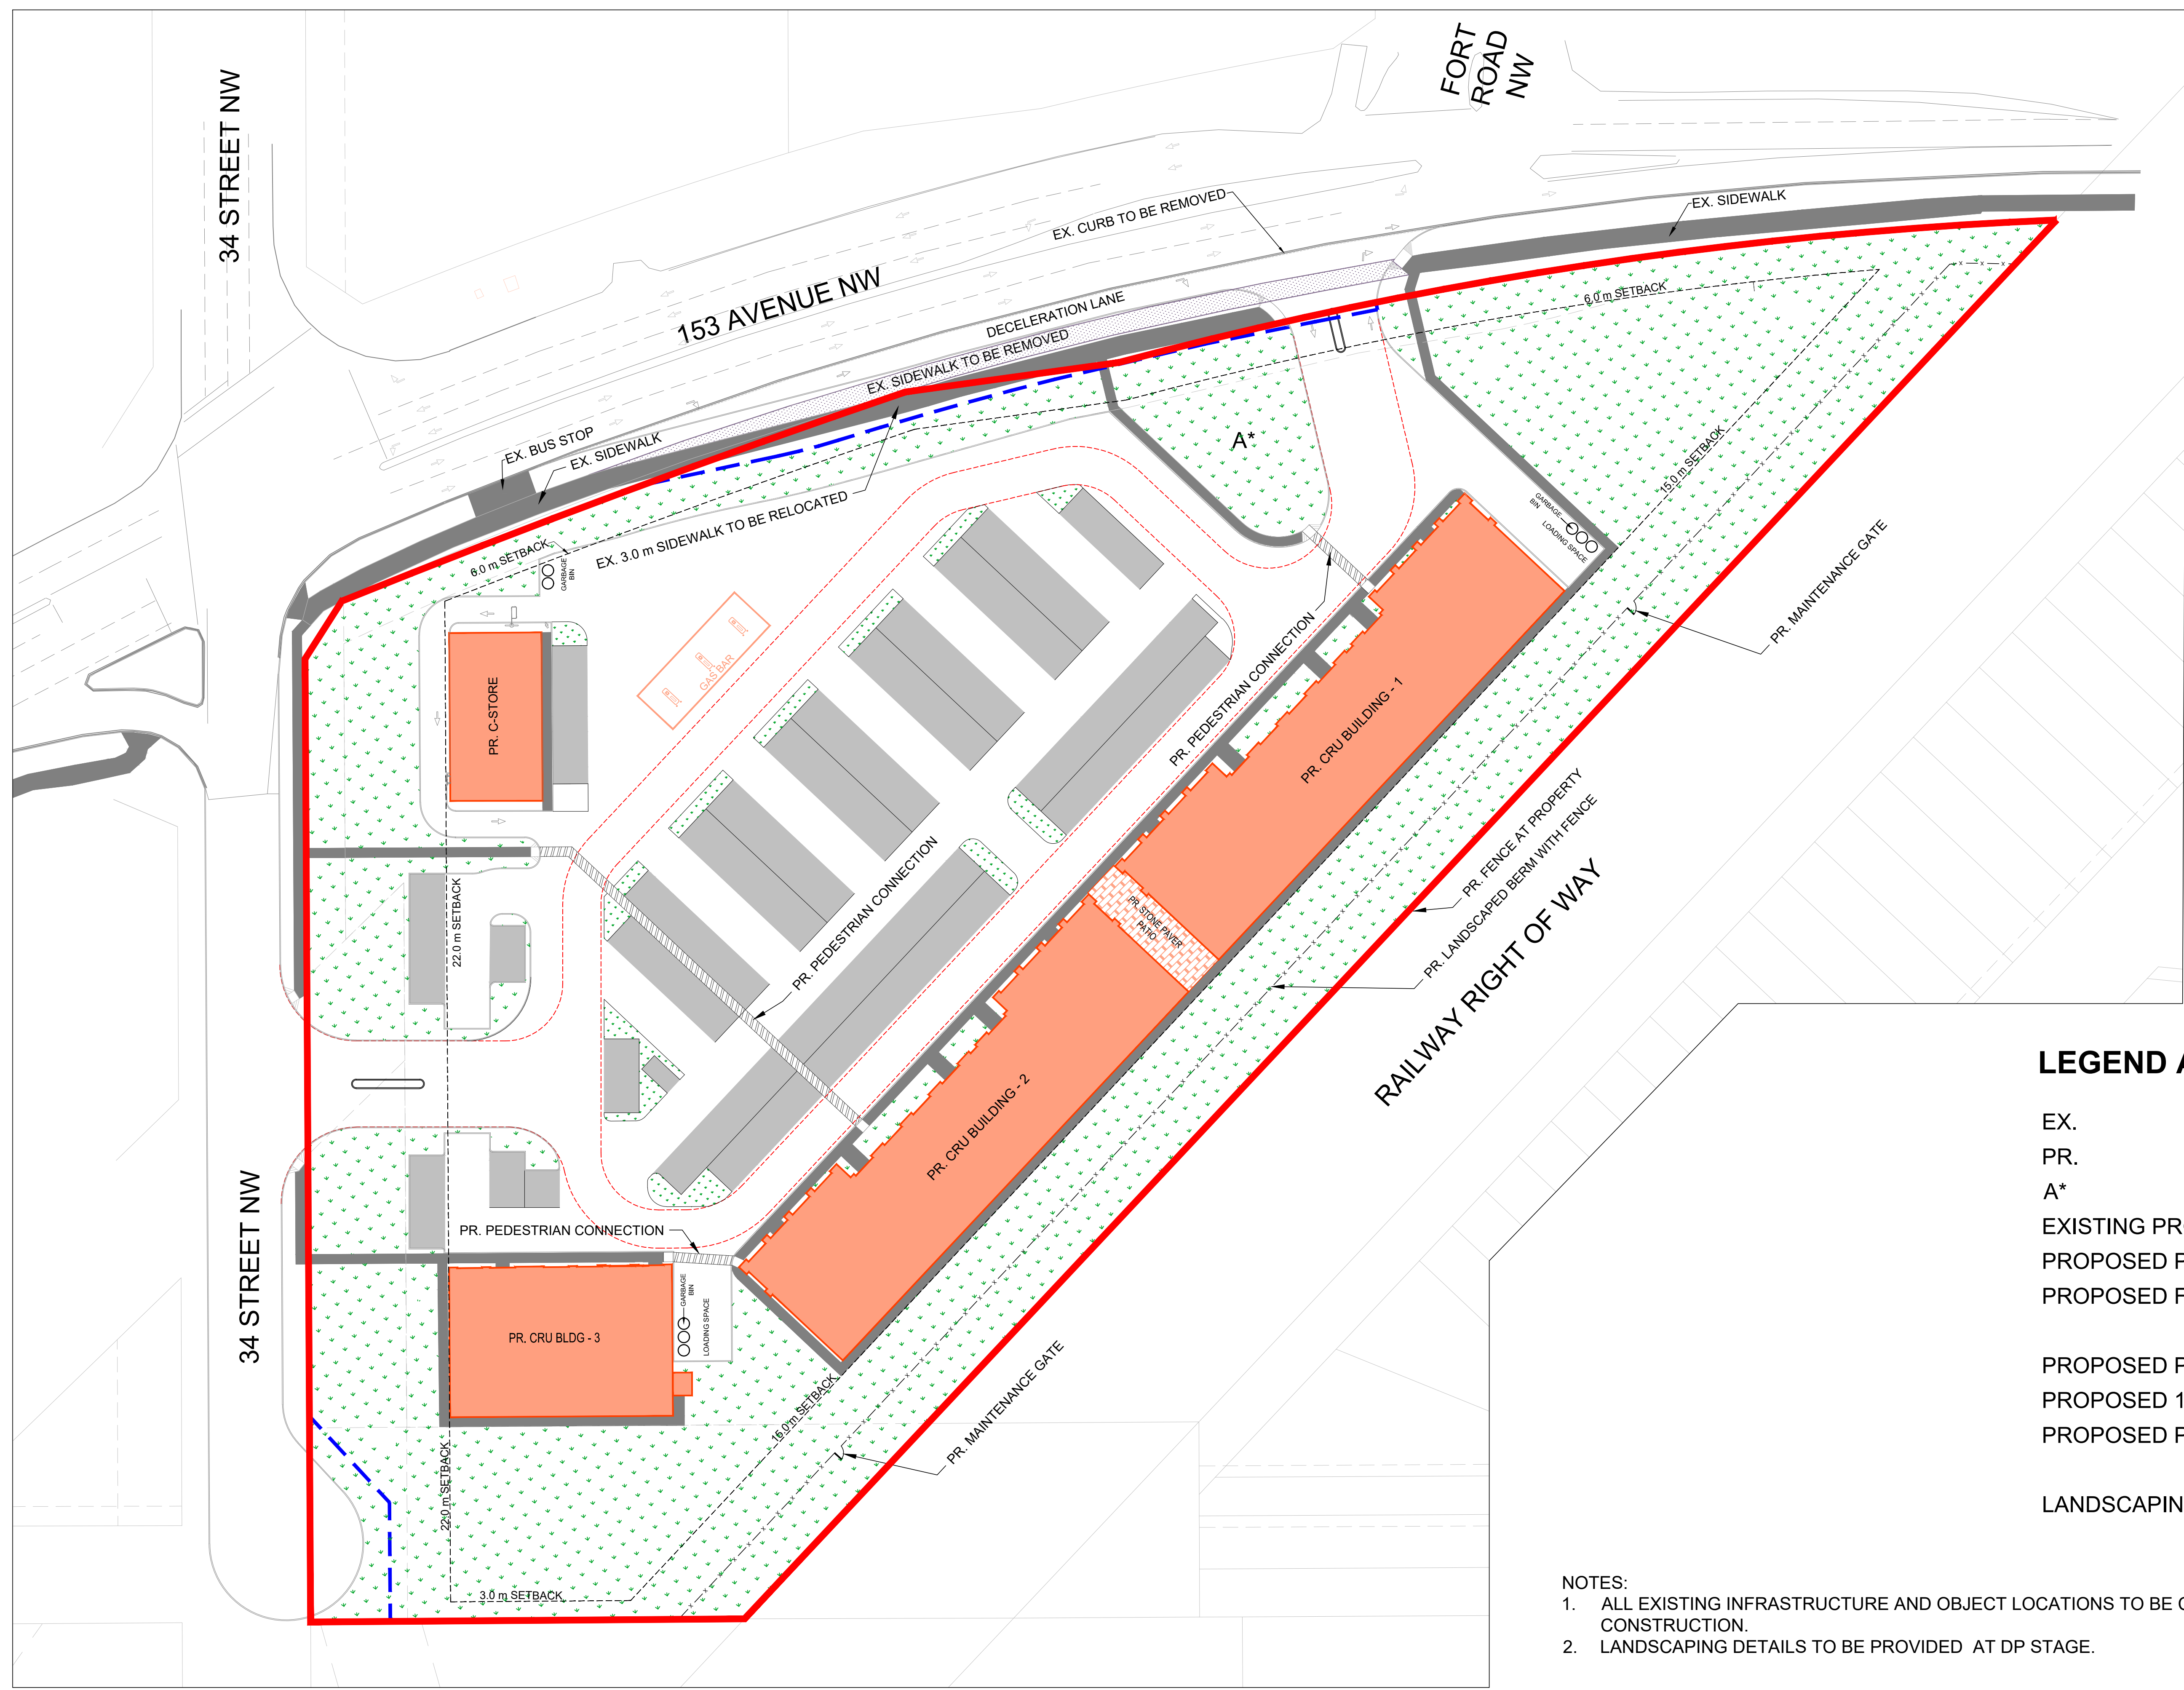 FORT
ROAD
NW
34 STREET NW
EX. SIDEWALK
EX. CURB TO BE REMOVED
153 AVENUE NW
DECELERATION LANE
6.0 m SETBACK
EX. SIDEWALK TO BE REMOVED
EX. BUS STOP
EX. SIDEWALK
A*
15.0 m SETBACK
EX. 3.0 m SIDEWALK TO BE RELOCATED
6.0 m SETBACK
GARBAGE
BIN
GARBAGE
BIN
LOADING SPACE
PR. MAINTENANCE GATE
GAS BAR
PR. C-STORE
PR. PEDESTRIAN CONNECTION
PR. CRU BUILDING - 1
PR. FENCE AT PROPERTY
PR. LANDSCAPED BERM WITH FENCE
PR. PEDESTRIAN CONNECTION
PR. STONE PAVER
PATIO
22.0 m SETBACK
RAILWAY RIGHT OF WAY
PR. CRU BUILDING - 2
34 STREET NW
PR. PEDESTRIAN CONNECTION
GARBAGE
BIN
LOADING SPACE
PR. CRU BLDG - 3
15.0 m SETBACK
PR. MAINTENANCE GATE
22.0 m SETBACK
3.0 m SETBACK
LEGEND A
EX.
PR.
A*
EXISTING PR
PROPOSED P
PROPOSED F
PROPOSED P
PROPOSED 1
PROPOSED P
LANDSCAPIN
NOTES:
1. ALL EXISTING INFRASTRUCTURE AND OBJECT LOCATIONS TO BE C
CONSTRUCTION.
2. LANDSCAPING DETAILS TO BE PROVIDED AT DP STAGE.